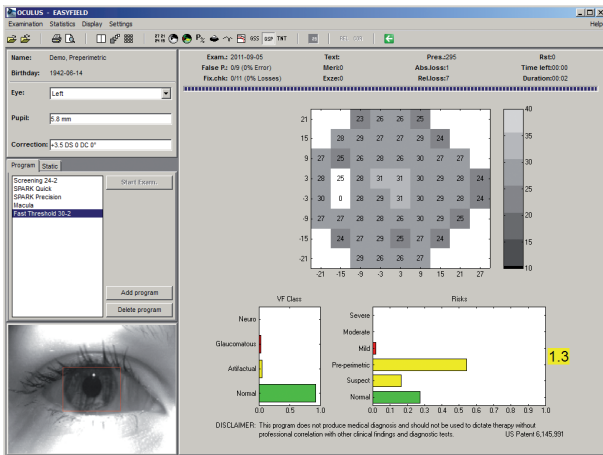 OCULUS - EASYFIELD
Examination Statistics Display Settings Help
GSS GSP TNT
Name: Demo, Preperimetric
Birthday: 1942-06-14
Eye: Left
Pupil: 5.8 mm
Correction: +3.5 DS 0 DC 0°
Program Static
Screening 24-2
SPARK Quick
SPARK Precision
Macula
Fast Threshold 30-2
Start Exami.
Add program
Delete program
Exam.: 2011-09-05 Text: Pres.:295 Rst:0
False P.: 0/9 (0% Error) Meri:0 Abs.loss:1 Time left:00:00
Fix.chk: 0/11 (0% Losses) Exze:0 Rel.loss:7 Duration:00:02
21 23 26 26 25
15 28 29 27 27 29 24
9 27 25 26 28 26 30 27 27
3 28 25 28 31 31 30 29 28 24
-3 30 0 28 29 31 30 29 28 24
-9 27 27 28 28 26 30 29 25
-15 24 27 29 25 27 24
-21 29 26 26 27
-21 -15 -9 -3 3 9 15 21 27
40
35
30
25
20
15
10
VF Class
Neuro
Glaucomatous
Artifactual
Normal
0.0 0.5 1.0
Risks
Severe
Moderate
Mild
Pre-perimetric
Suspect
Normal
0.0 0.1 0.2 0.3 0.4 0.5 0.6 0.7 0.8 0.9 1.0
1.3
DISCLAIMER: This program does not produce medical diagnosis and should not be used to dictate therapy without
professional correlation with other clinical findings and diagnostic tests. US Patent 6,145,991